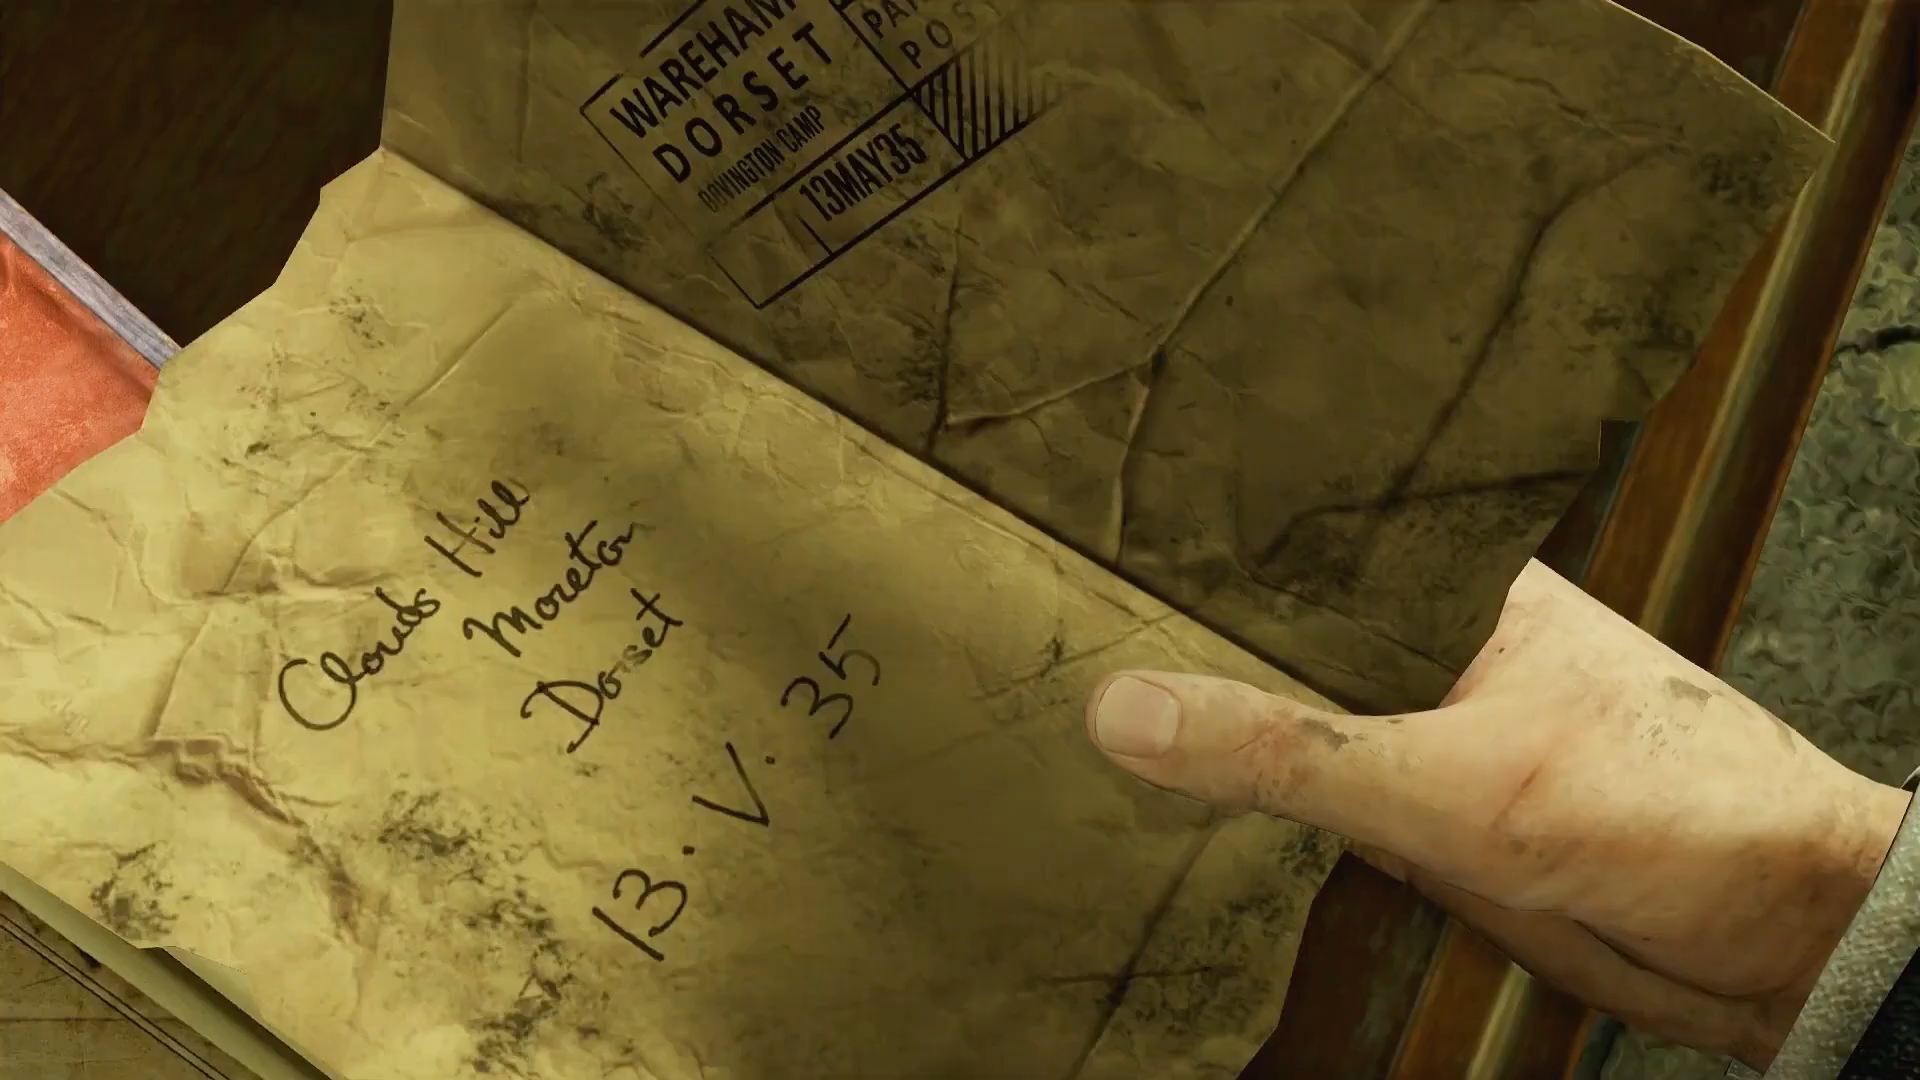 WAREHAM
DORSET
BOVINGTON CAMP
13MAY35
Clouds Hill
Moreton
Dorset
13.V.35